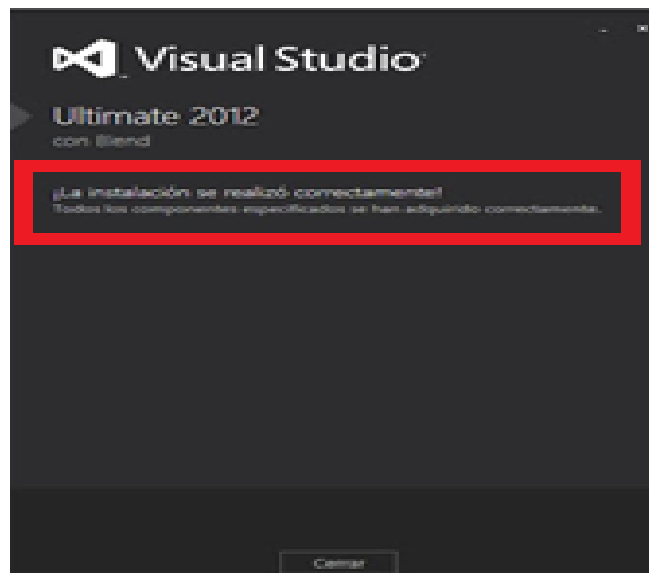 Visual Studio
Ultimate 2012
con Blend
¡La instalación se realizó correctamente!
Todos los componentes especificados se han adquirido correctamente.
Cerrar